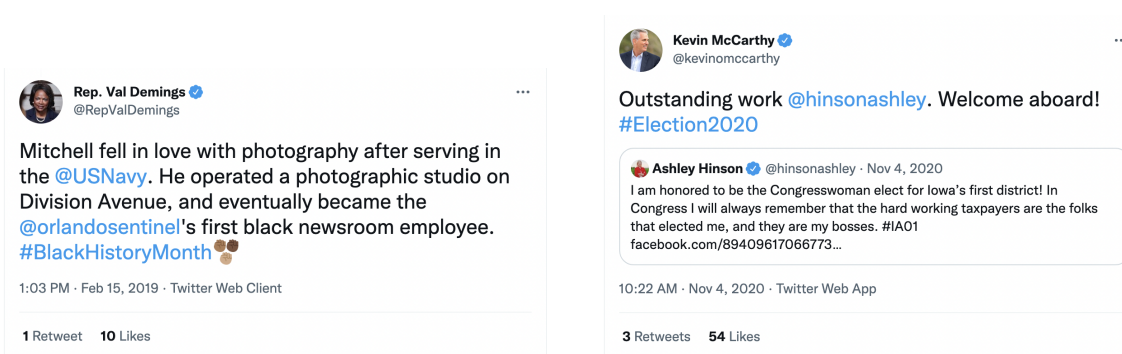 Rep. Val Demings
@RepValDemings
Mitchell fell in love with photography after serving in
the @USNavy. He operated a photographic studio on
Division Avenue, and eventually became the
@orlandosentinel's first black newsroom employee.
#BlackHistoryMonth
1:03 PM · Feb 15, 2019 · Twitter Web Client
1 Retweet 10 Likes
Kevin McCarthy
@kevinomccarthy
Outstanding work @hinsonashley. Welcome aboard!
#Election2020
Ashley Hinson @hinsonashley · Nov 4, 2020
I am honored to be the Congresswoman elect for Iowa's first district! In
Congress I will always remember that the hard working taxpayers are the folks
that elected me, and they are my bosses. #IA01
facebook.com/89409617066773…
10:22 AM · Nov 4, 2020 · Twitter Web App
3 Retweets 54 Likes